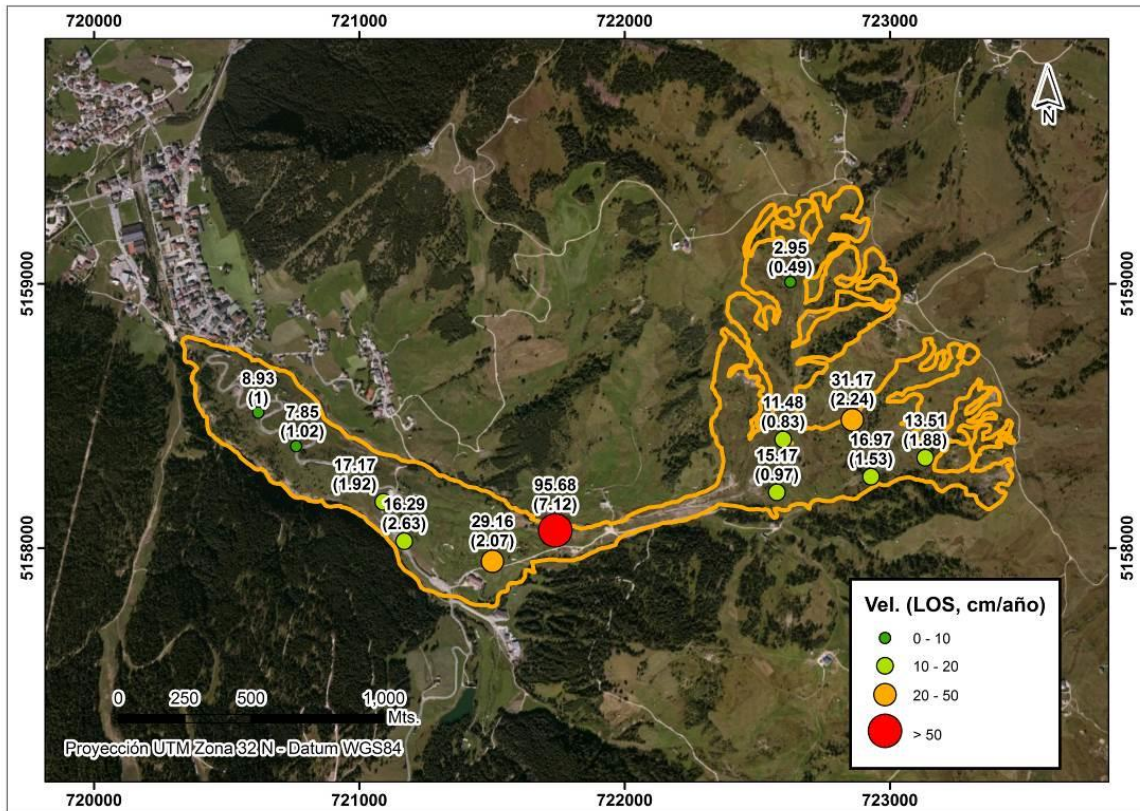 720000 721000 722000 723000
N
5159000 5159000
2.95
(0.49)
8.93
(1)
7.85
(1.02)
31.17
(2.24)
11.48
(0.83)
13.51
(1.88)
16.97
(1.53)
15.17
(0.97)
17.17
(1.92)
16.29
(2.63)
95.68
(7.12)
29.16
(2.07)
5158000 5158000
Vel. (LOS, cm/año)
0 - 10
10 - 20
20 - 50
> 50
0 250 500 1,000
Mts.
Proyección UTM Zona 32 N - Datum WGS84
720000 721000 722000 723000